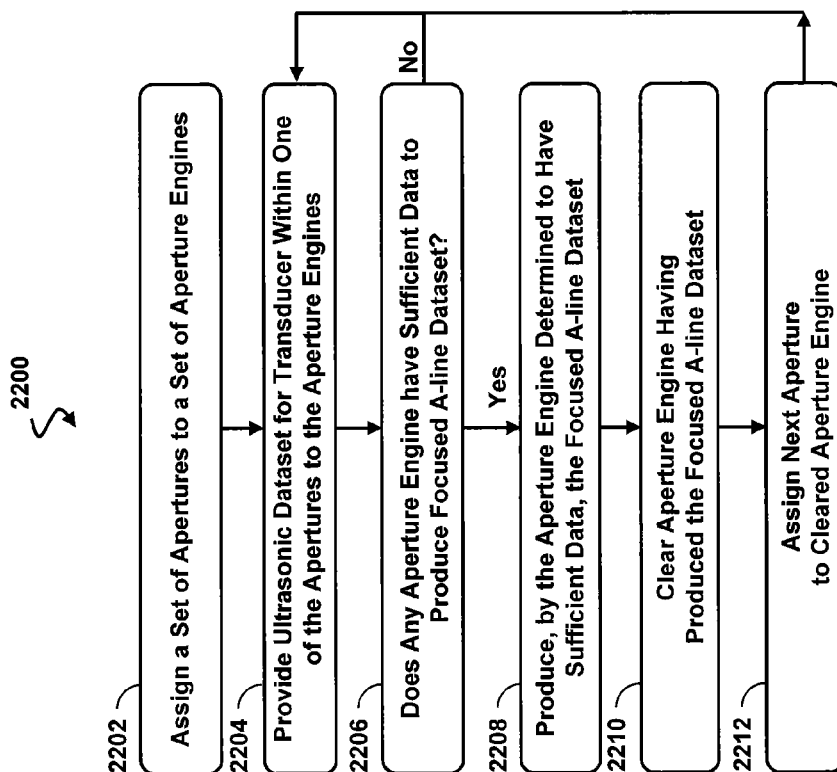 2200
2202
Assign a Set of Apertures to a Set of Aperture Engines
2204
Provide Ultrasonic Dataset for Transducer Within One
of the Apertures to the Aperture Engines
2206
Does Any Aperture Engine have Sufficient Data to
Produce Focused A-line Dataset?
No
Yes
2208
Produce, by the Aperture Engine Determined to Have
Sufficient Data, the Focused A-line Dataset
2210
Clear Aperture Engine Having
Produced the Focused A-line Dataset
2212
Assign Next Aperture
to Cleared Aperture Engine